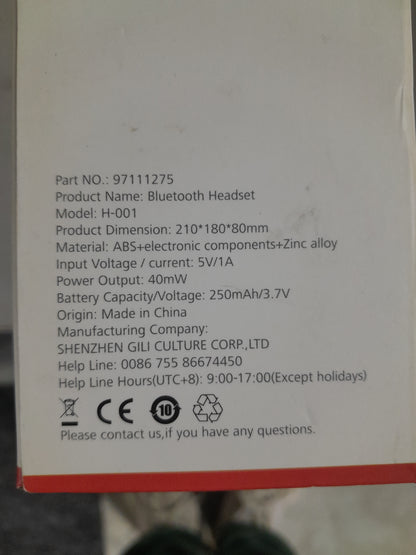 Part NO.: 97111275
Product Name: Bluetooth Headset
Model: H-001
Product Dimension: 210*180*80mm
Material: ABS+electronic components+Zinc alloy
Input Voltage / current: 5V/1A
Power Output: 40mW
Battery Capacity/Voltage: 250mAh/3.7V
Origin: Made in China
Manufacturing Company:
SHENZHEN GILI CULTURE CORP.,LTD
Help Line: 0086 755 86674450
Help Line Hours(UTC+8): 9:00-17:00(Except holidays)
CE 10
Please contact us,if you have any questions.